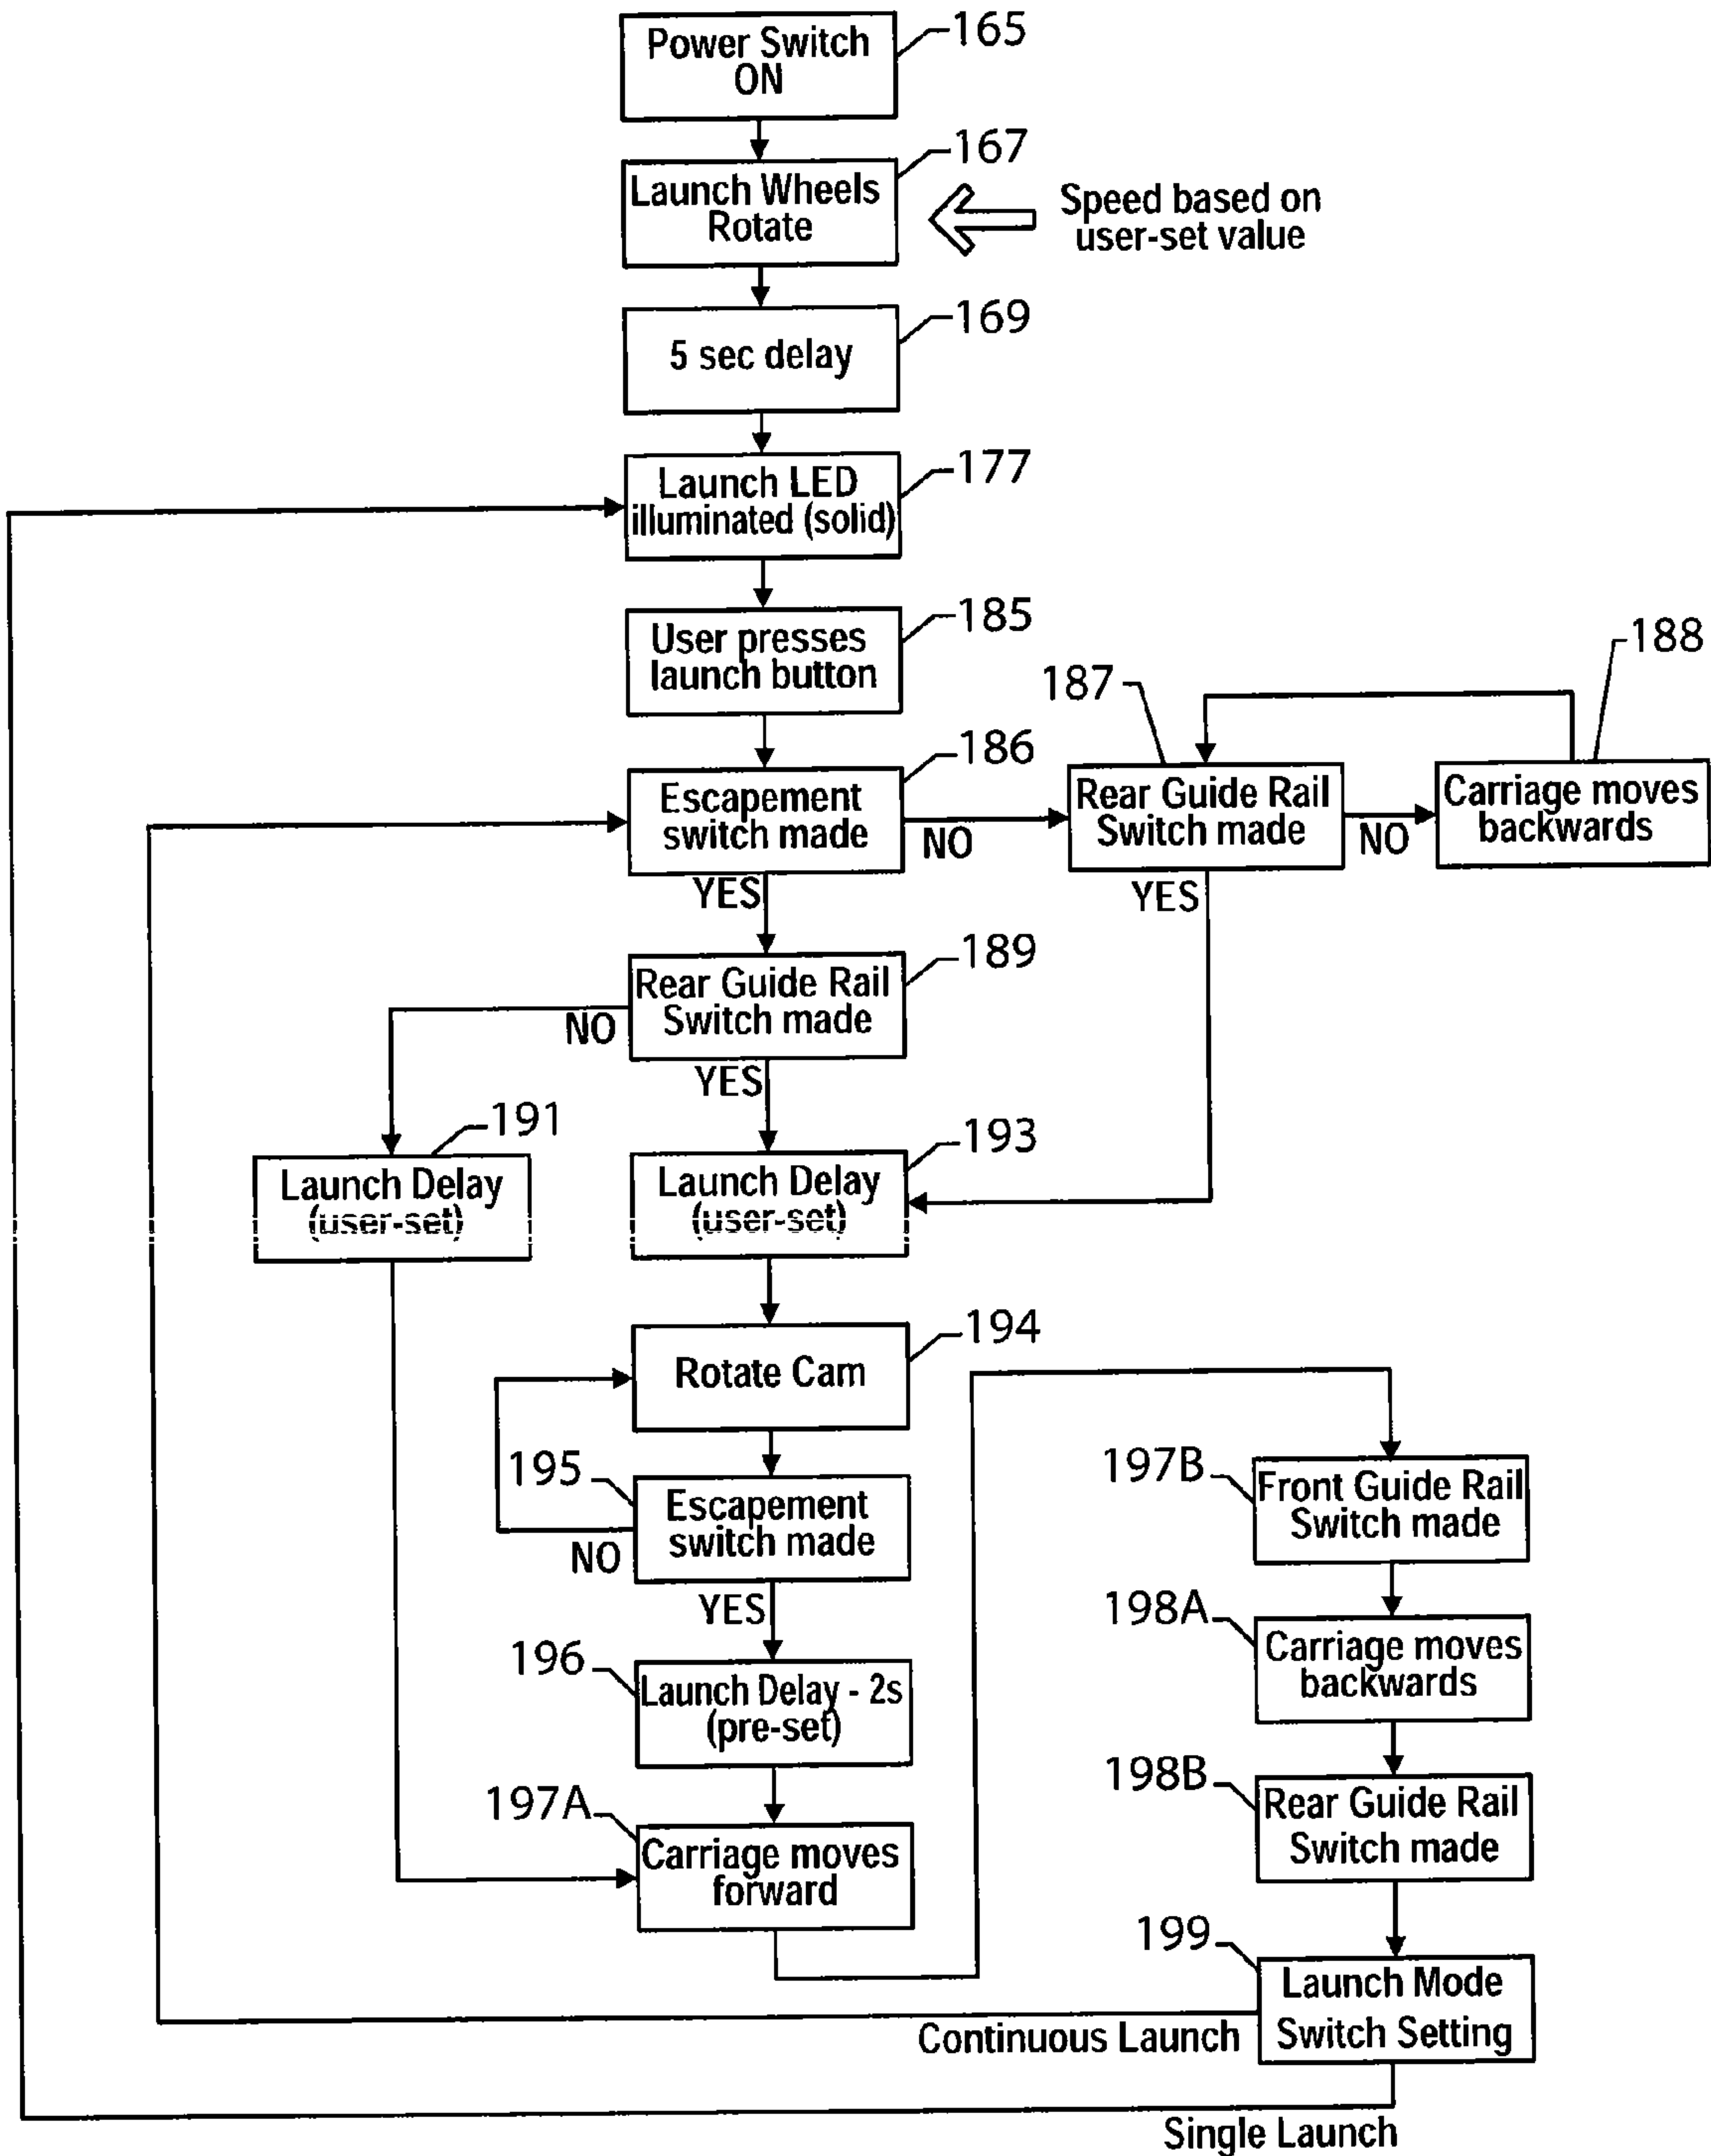 Power Switch
ON
165
Launch Wheels
Rotate
167
Speed based on
user-set value
5 sec delay
169
Launch LED
illuminated (solid)
177
User presses
launch button
185
Escapement
switch made
186
NO
YES
187
Rear Guide Rail
Switch made
NO
YES
188
Carriage moves
backwards
Rear Guide Rail
Switch made
189
NO
YES
191
Launch Delay
(user-set)
Launch Delay
(user-set)
193
Rotate Cam
194
195
Escapement
switch made
NO
YES
196
Launch Delay - 2s
(pre-set)
197A
Carriage moves
forward
197B
Front Guide Rail
Switch made
198A
Carriage moves
backwards
198B
Rear Guide Rail
Switch made
199
Launch Mode
Switch Setting
Continuous Launch
Single Launch